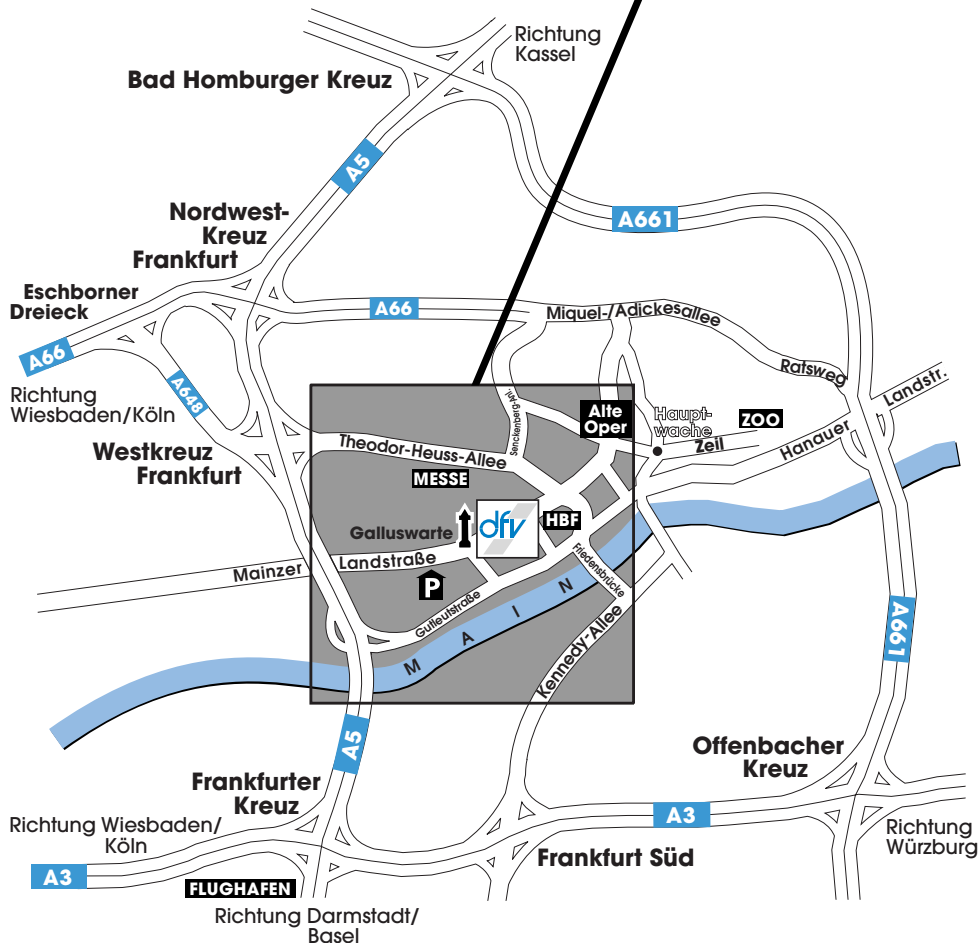 Richtung
Kassel
Bad Homburger Kreuz
A5
Nordwest-
Kreuz
Frankfurt
A661
Eschborner
Dreieck
A66
Miquel-/Adickesallee
A66
Ratsweg
Landstr.
A648
Richtung
Wiesbaden/Köln
Senckenberg-Anl.
Alte
Oper
Haupt-
wache
ZOO
Zeil
Hanauer
Theodor-Heuss-Allee
Westkreuz
Frankfurt
MESSE
dfv
HBF
Galluswarte
Landstraße
Mainzer
Friedensbrücke
P
Gutleutstraße
MAIN
Kennedy-Allee
A661
A5
Offenbacher
Kreuz
Frankfurter
Kreuz
A3
Richtung Wiesbaden/
Köln
Richtung
Würzburg
Frankfurt Süd
A3
FLUGHAFEN
Richtung Darmstadt/
Basel